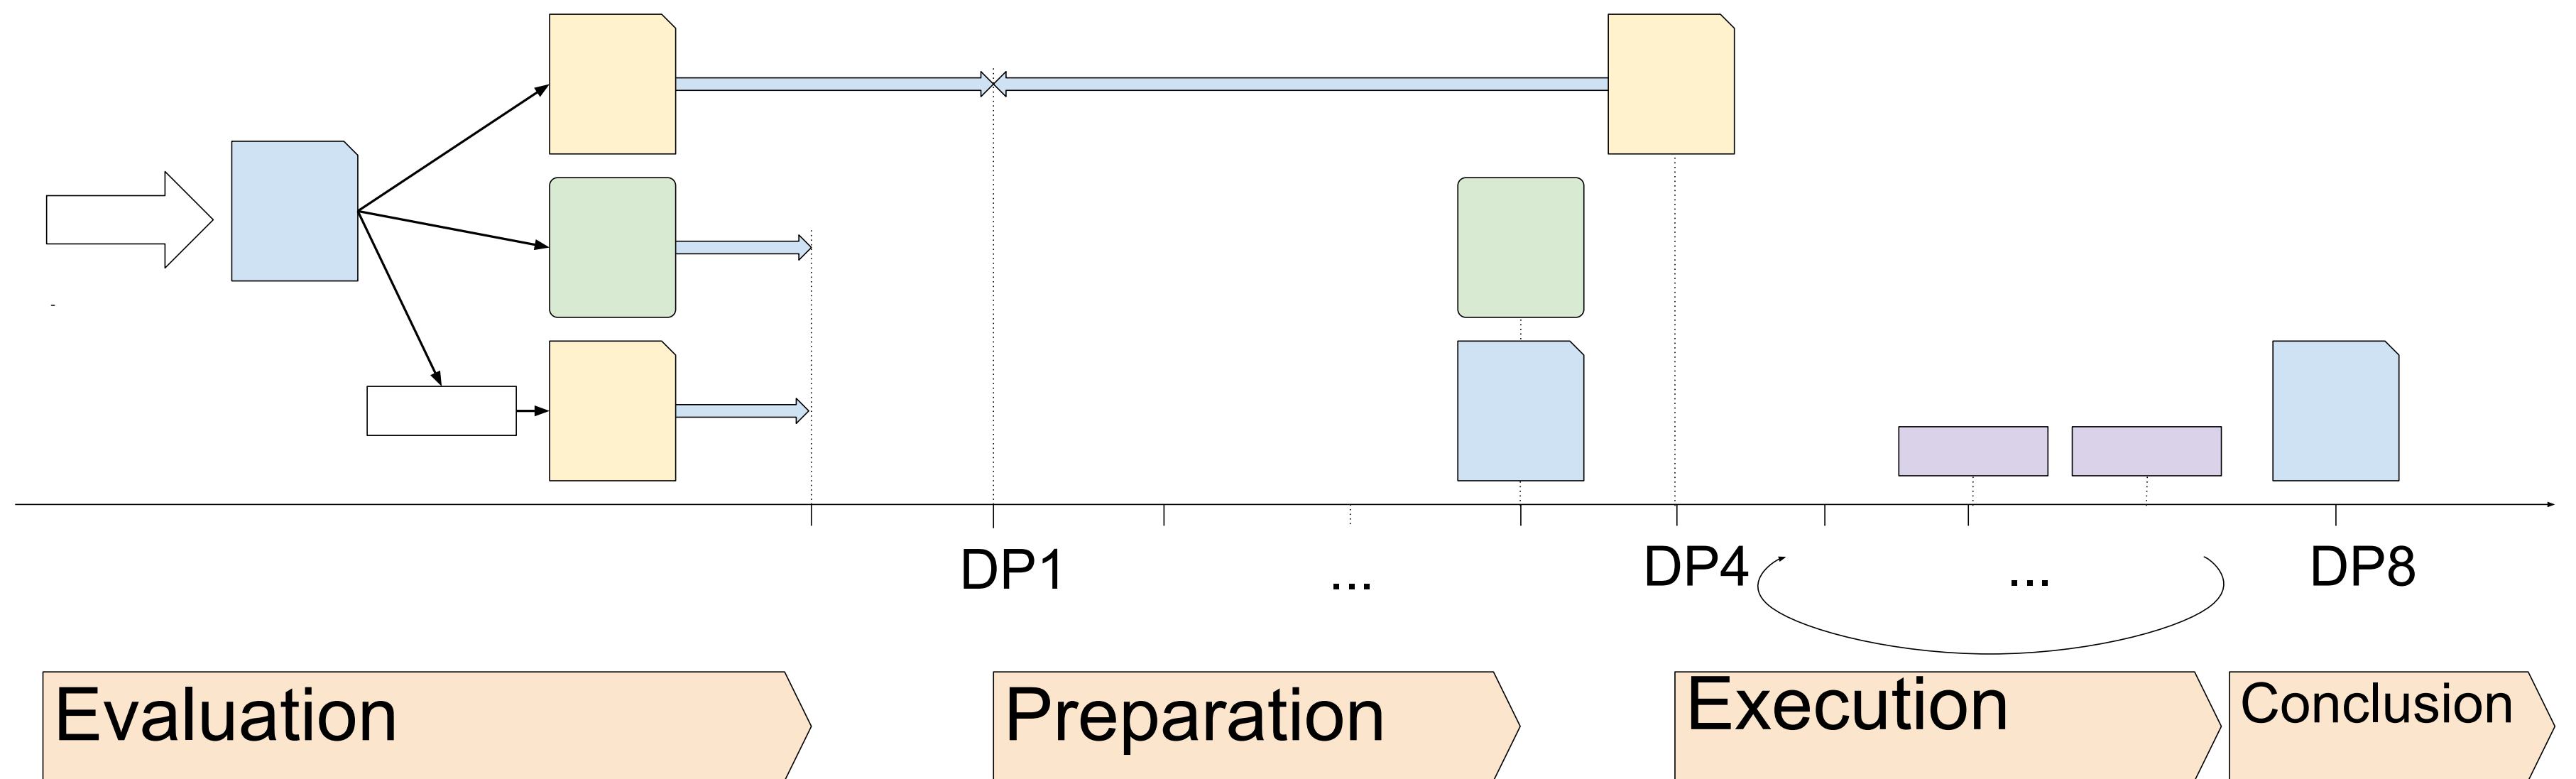 -
DP1
...
DP4
...
DP8
Evaluation
Preparation
Execution
Conclusion